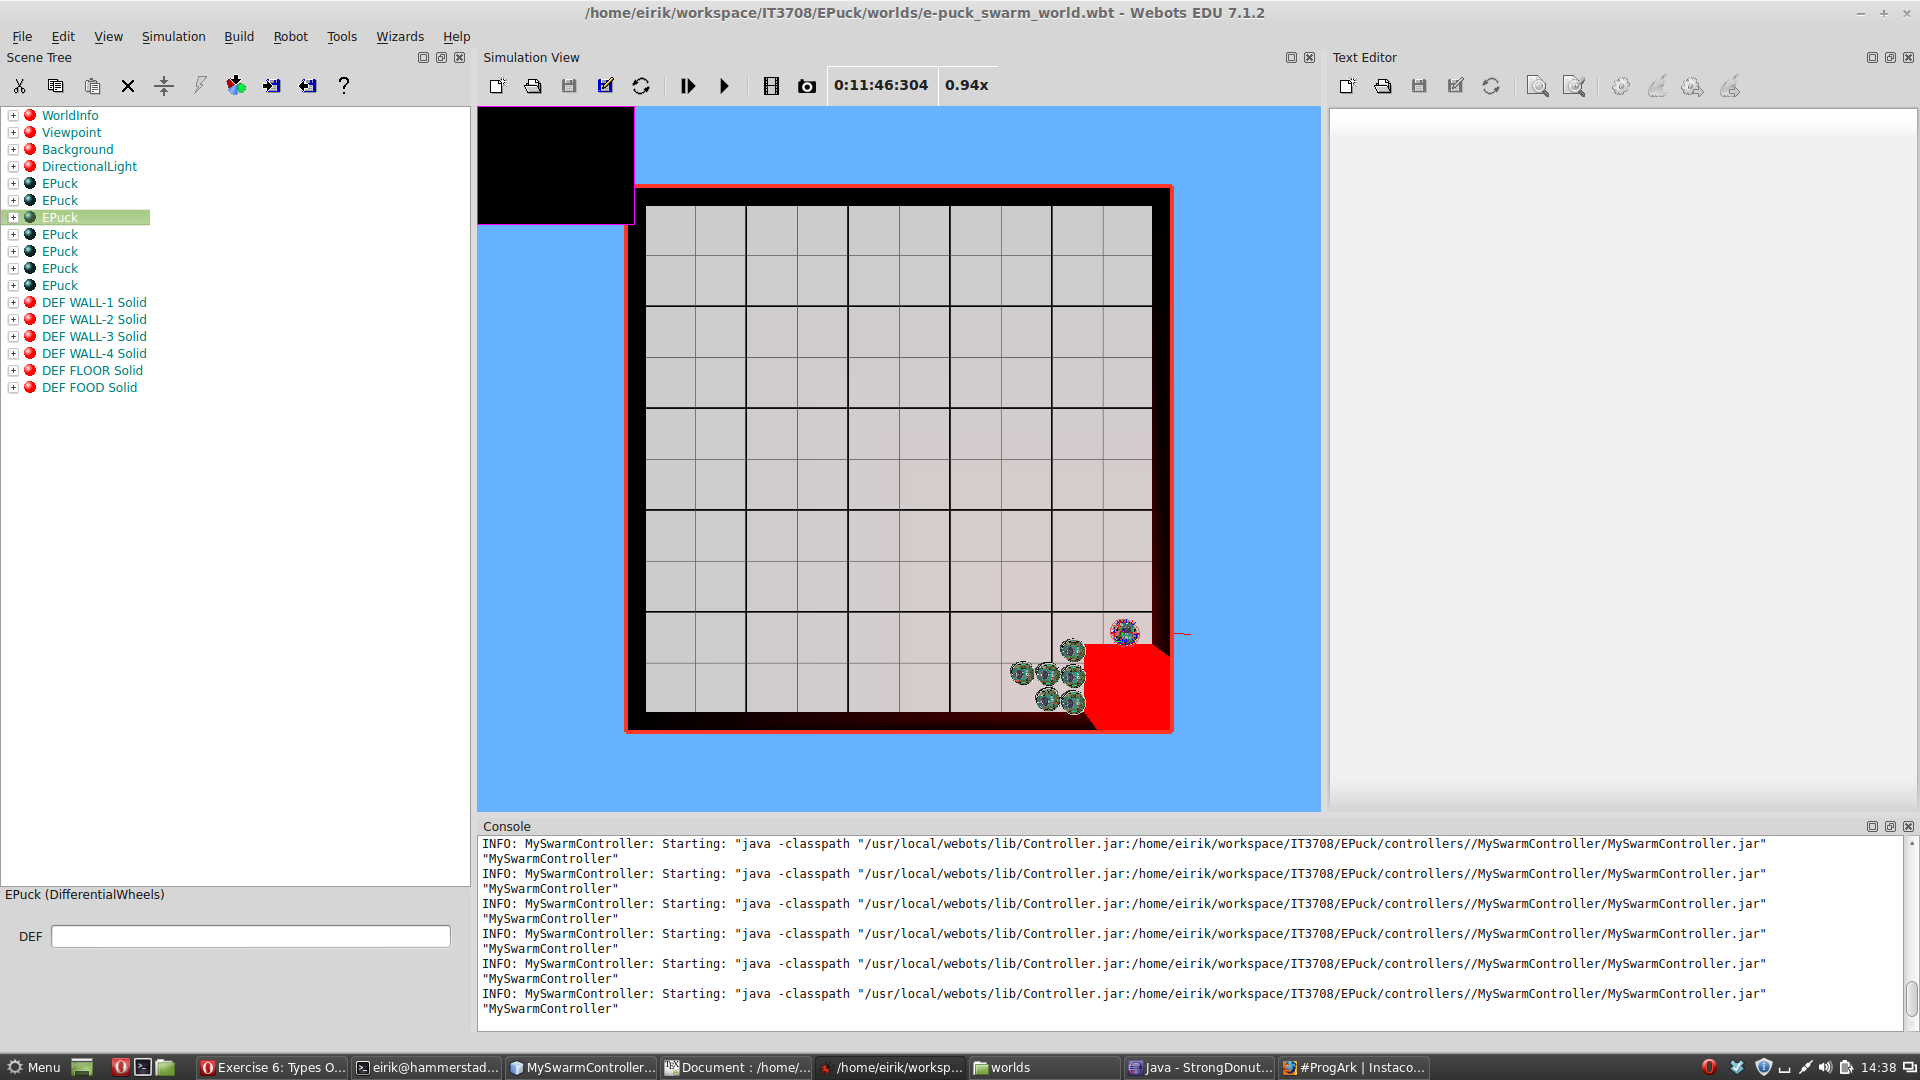 /home/eirik/workspace/IT3708/EPuck/worlds/e-puck_swarm_world.wbt - Webots EDU 7.1.2
File Edit View Simulation Build Robot Tools Wizards Help
Scene Tree
Simulation View
Text Editor
0:11:46:304 0.94x
WorldInfo
Viewpoint
Background
DirectionalLight
EPuck
EPuck
EPuck
EPuck
EPuck
EPuck
EPuck
DEF WALL-1 Solid
DEF WALL-2 Solid
DEF WALL-3 Solid
DEF WALL-4 Solid
DEF FLOOR Solid
DEF FOOD Solid
EPuck (DifferentialWheels)
DEF
Console
INFO: MySwarmController: Starting: "java -classpath "/usr/local/webots/lib/Controller.jar:/home/eirik/workspace/IT3708/EPuck/controllers//MySwarmController/MySwarmController.jar"
"MySwarmController"
INFO: MySwarmController: Starting: "java -classpath "/usr/local/webots/lib/Controller.jar:/home/eirik/workspace/IT3708/EPuck/controllers//MySwarmController/MySwarmController.jar"
"MySwarmController"
INFO: MySwarmController: Starting: "java -classpath "/usr/local/webots/lib/Controller.jar:/home/eirik/workspace/IT3708/EPuck/controllers//MySwarmController/MySwarmController.jar"
"MySwarmController"
INFO: MySwarmController: Starting: "java -classpath "/usr/local/webots/lib/Controller.jar:/home/eirik/workspace/IT3708/EPuck/controllers//MySwarmController/MySwarmController.jar"
"MySwarmController"
INFO: MySwarmController: Starting: "java -classpath "/usr/local/webots/lib/Controller.jar:/home/eirik/workspace/IT3708/EPuck/controllers//MySwarmController/MySwarmController.jar"
"MySwarmController"
INFO: MySwarmController: Starting: "java -classpath "/usr/local/webots/lib/Controller.jar:/home/eirik/workspace/IT3708/EPuck/controllers//MySwarmController/MySwarmController.jar"
"MySwarmController"
Menu Exercise 6: Types O... eirik@hammerstad... MySwarmController... Document : /home/... /home/eirik/worksp... worlds Java - StrongDonut... #ProgArk | Instaco... 14:38